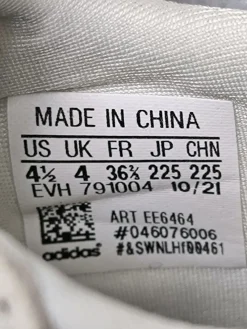 MADE IN CHINA
US UK FR JP CHN
4½ 4 36⅔ 225 225
EVH 791004 10/21
ART EE6464
#046076006
adidas